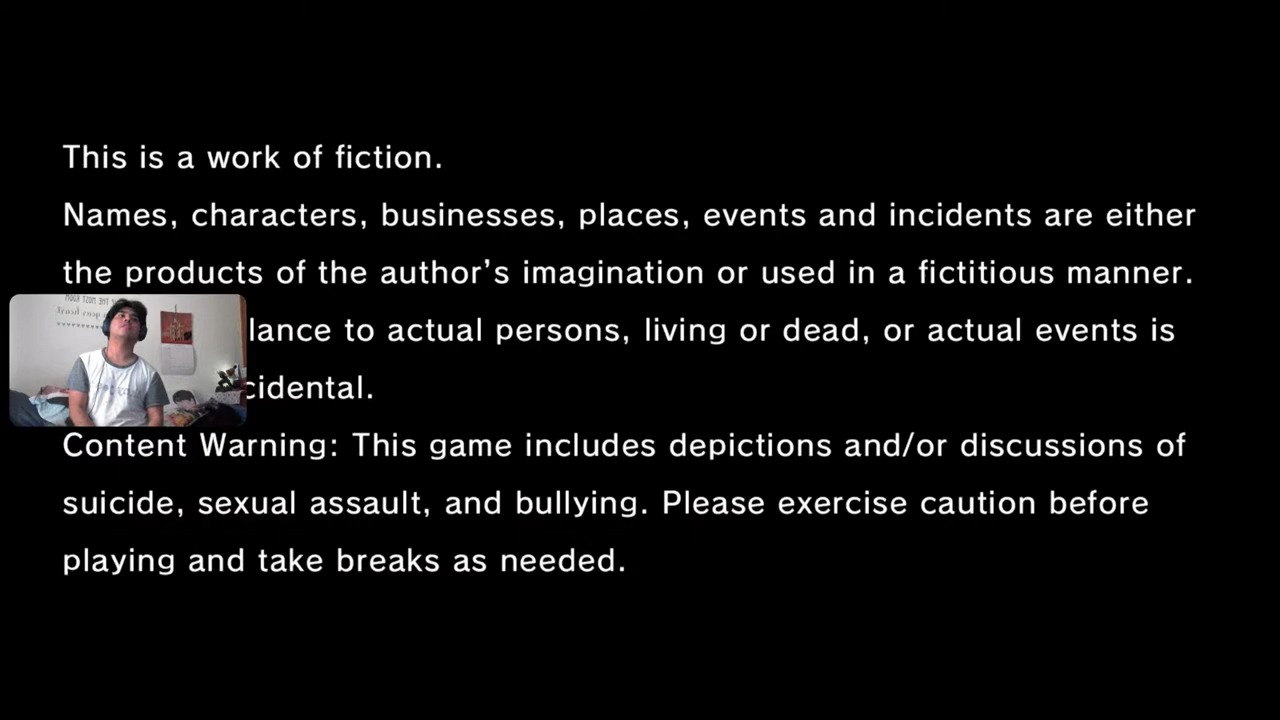 This is a work of fiction.
Names, characters, businesses, places, events and incidents are either
the products of the author's imagination or used in a fictitious manner.
lance to actual persons, living or dead, or actual events is
cidental.
Content Warning: This game includes depictions and/or discussions of
suicide, sexual assault, and bullying. Please exercise caution before
playing and take breaks as needed.